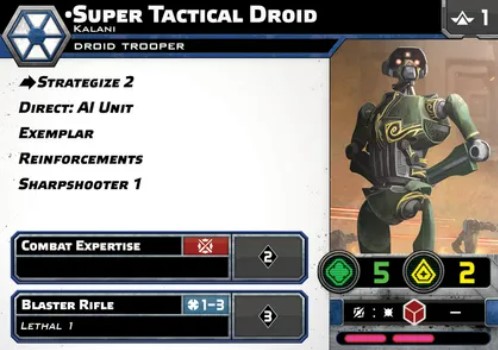 •Super Tactical Droid
Kalani
1
Droid Trooper
Strategize 2
Direct: AI Unit
Exemplar
Reinforcements
Sharpshooter 1
Combat Expertise
2
5
2
Blaster Rifle
1–3
3
Lethal 1
: –